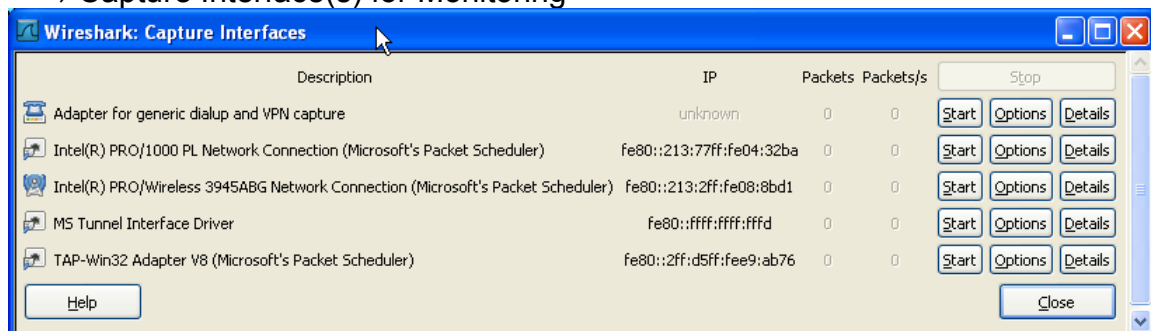 Capture Interface(s) for Monitoring
Wireshark: Capture Interfaces
Description IP Packets Packets/s Stop
Adapter for generic dialup and VPN capture unknown 0 0 Start Options Details
Intel(R) PRO/1000 PL Network Connection (Microsoft's Packet Scheduler) fe80::213:77ff:fe04:32ba 0 0 Start Options Details
Intel(R) PRO/Wireless 3945ABG Network Connection (Microsoft's Packet Scheduler) fe80::213:2ff:fe08:8bd1 0 0 Start Options Details
MS Tunnel Interface Driver fe80::ffff:ffff:fffd 0 0 Start Options Details
TAP-Win32 Adapter V8 (Microsoft's Packet Scheduler) fe80::2ff:d5ff:fee9:ab76 0 0 Start Options Details
Help Close